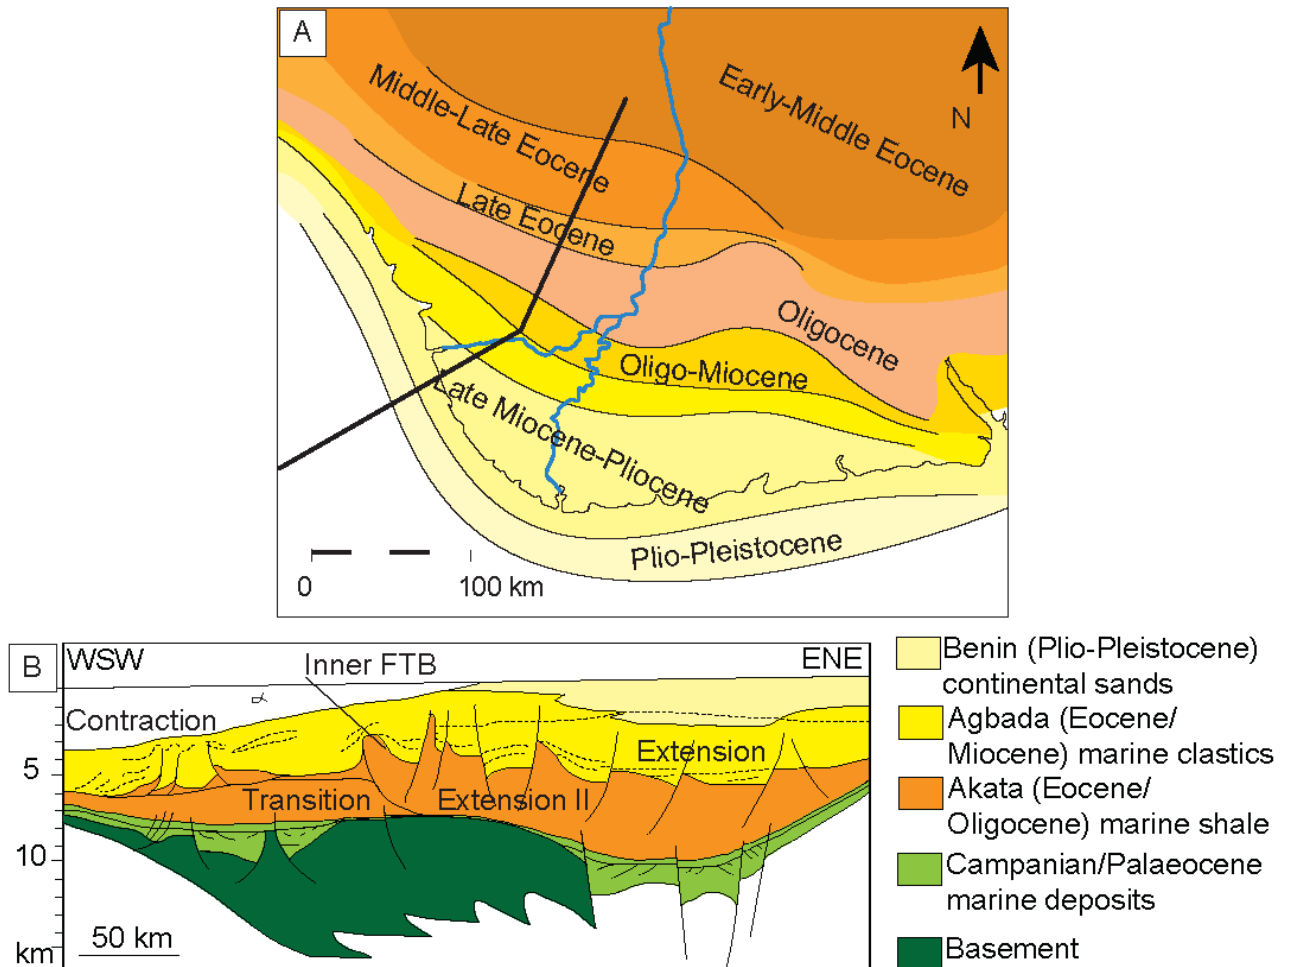 A
N
Early-Middle Eocene
Middle-Late Eocene
Late Eocene
Oligocene
Oligo-Miocene
Late Miocene-Pliocene
Plio-Pleistocene
0
100 km
B
WSW
Inner FTB
ENE
Contraction
Extension
5
Transition
Extension II
10
km
50 km
Benin (Plio-Pleistocene)
continental sands
Agbada (Eocene/
Miocene) marine clastics
Akata (Eocene/
Oligocene) marine shale
Campanian/Palaeocene
marine deposits
Basement